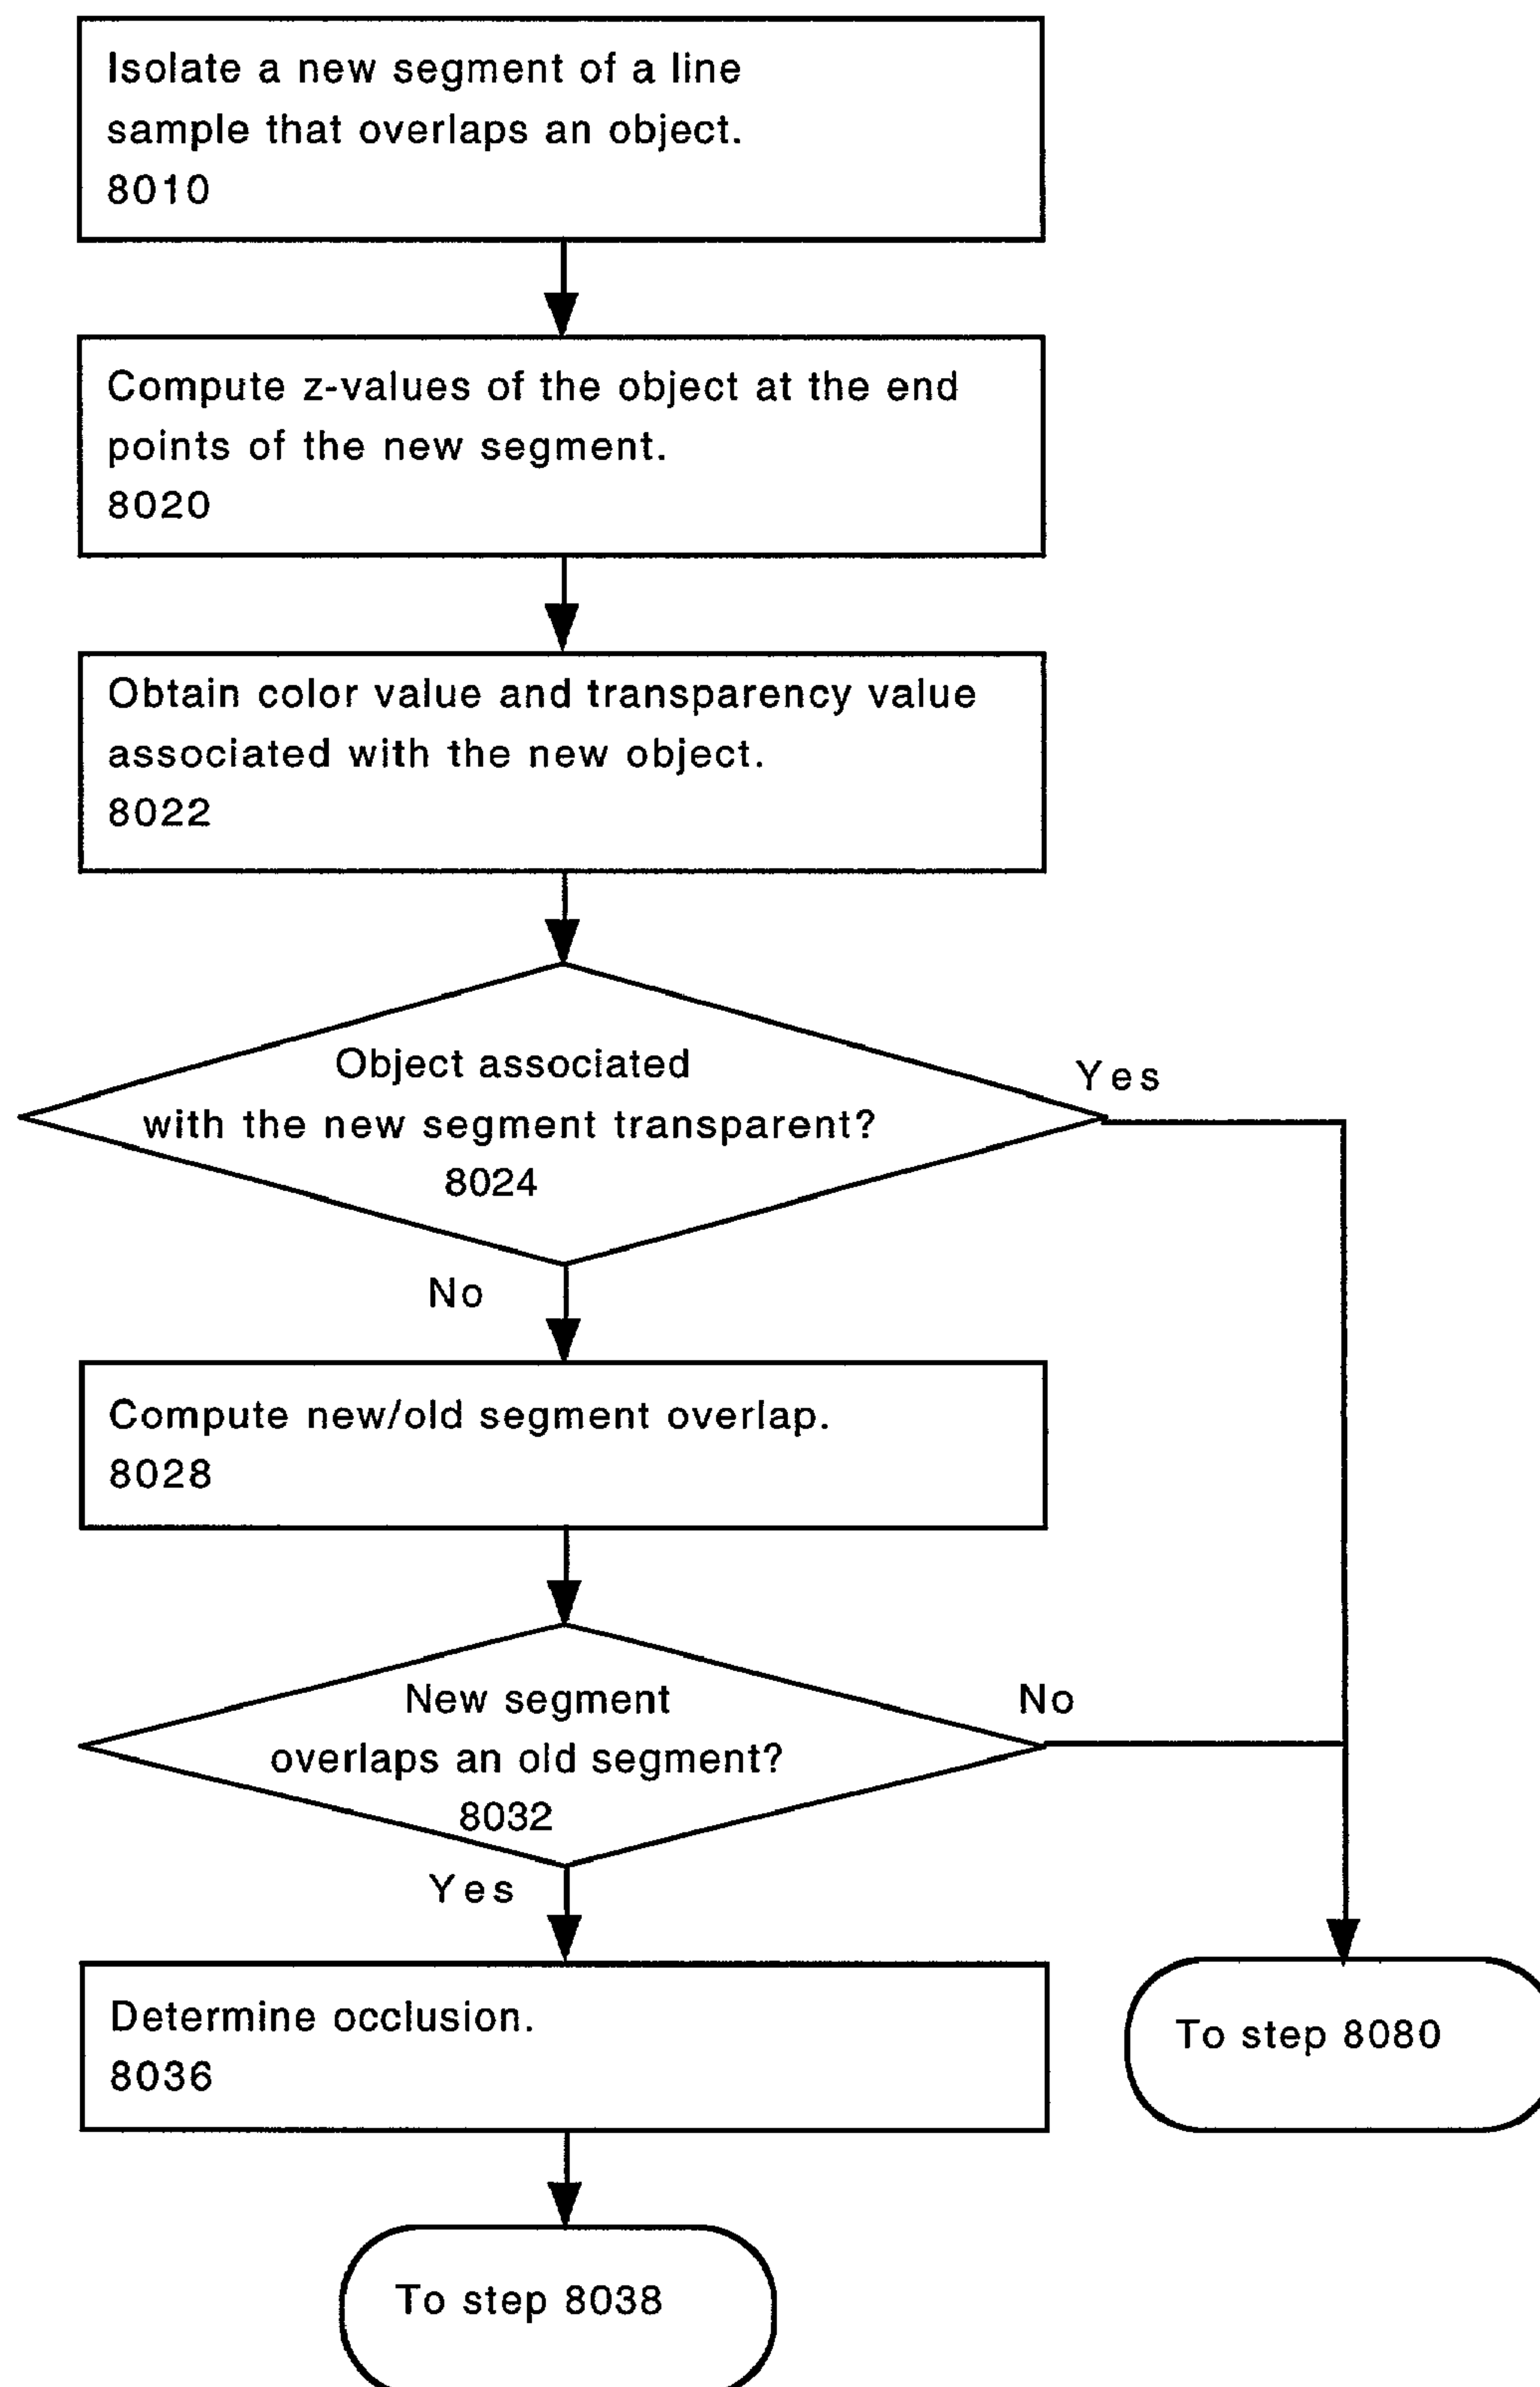 Isolate a new segment of a line
sample that overlaps an object.
8010
Compute z-values of the object at the end
points of the new segment.
8020
Obtain color value and transparency value
associated with the new object.
8022
Object associated
with the new segment transparent?
8024
Yes
No
Compute new/old segment overlap.
8028
New segment
overlaps an old segment?
8032
No
Yes
Determine occlusion.
8036
To step 8080
To step 8038